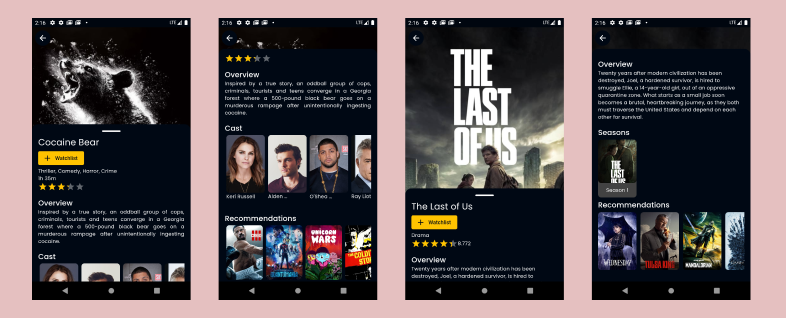 2:16
LTE
Cocaine Bear
+ Watchlist
Thriller, Comedy, Horror, Crime
1h 35m
Overview
Inspired by a true story, an oddball group of cops,
criminals, tourists and teens converge in a Georgia
forest where a 500-pound black bear goes on a
murderous rampage after unintentionally ingesting
cocaine.
Cast
2:16
LTE
Overview
Inspired by a true story, an oddball group of cops,
criminals, tourists and teens converge in a Georgia
forest where a 500-pound black bear goes on a
murderous rampage after unintentionally ingesting
cocaine.
Cast
Keri Russell
Alden ...
O'Shea ...
Ray Liot
Recommendations
UNICORN
WARS
2:16
LTE
THE
LAST
OF US
The Last of Us
+ Watchlist
Drama
8.772
Overview
Twenty years after modern civilization has been
destroyed, Joel, a hardened survivor, is hired to
2:16
LTE
Overview
Twenty years after modern civilization has been
destroyed, Joel, a hardened survivor, is hired to
smuggle Ellie, a 14-year-old girl, out of an oppressive
quarantine zone. What starts as a small job soon
becomes a brutal, heartbreaking journey, as they both
must traverse the United States and depend on each
other for survival.
Seasons
THE
LAST
OF US
Season 1
Recommendations
WEDNESDAY
MANDALORIAN